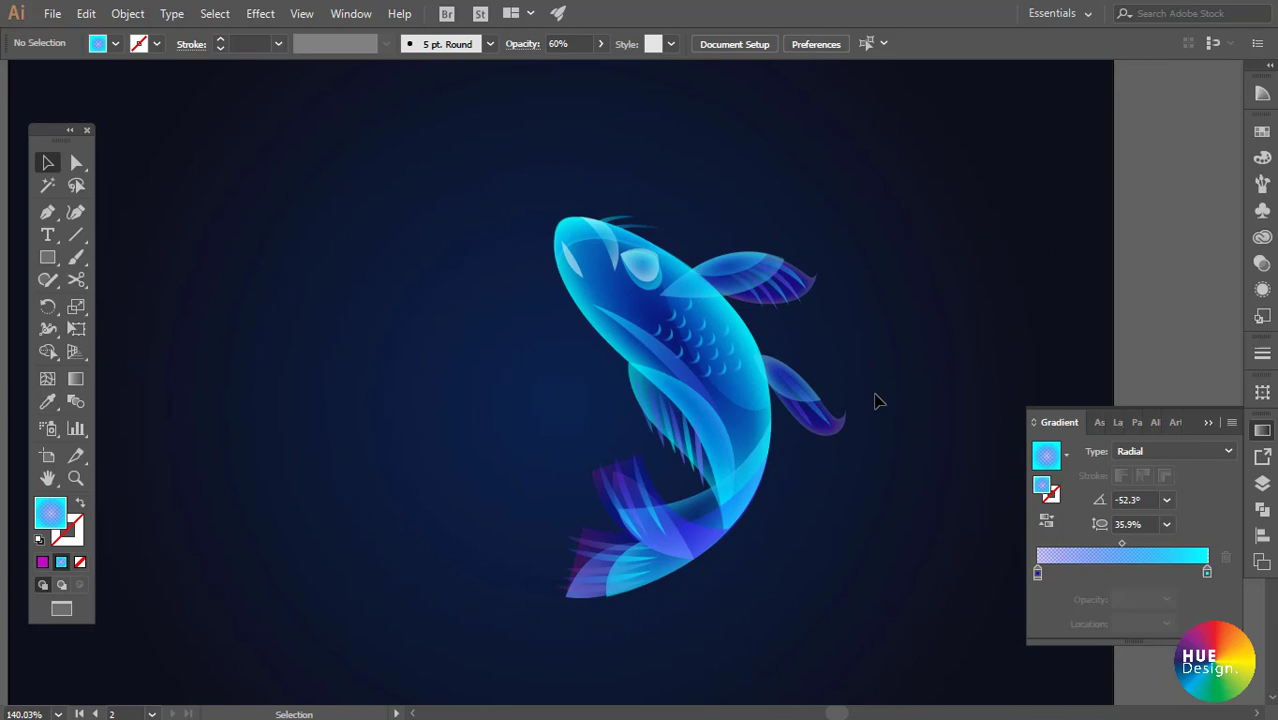 Ai File Edit Object Type Select Effect View Window Help Br St Essentials Search Adobe Stock
No Selection Stroke: 5 pt. Round Opacity: 60% Style: Document Setup Preferences
Gradient As La Pa Al Art
Type: Radial
Stroke:
-52.3°
35.9%
Opacity:
Location:
HUE
Design.
140.03% 2 Selection